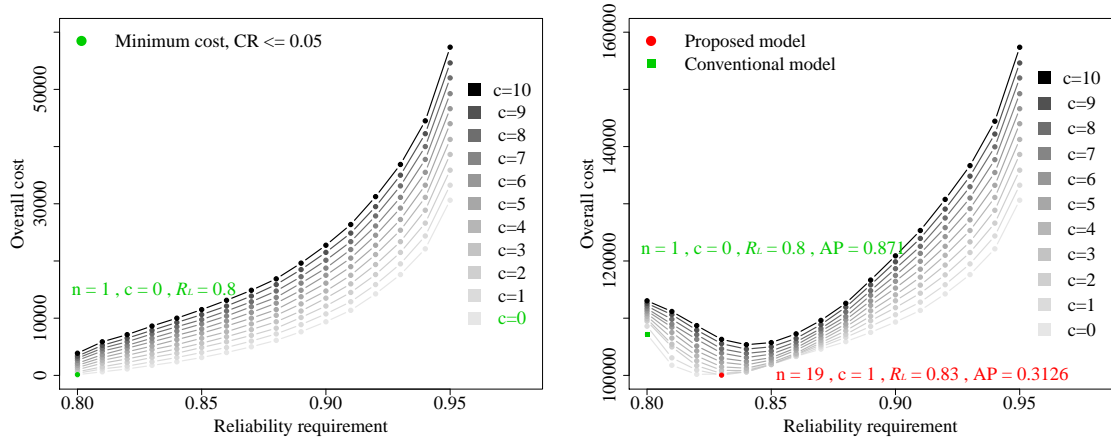 Minimum cost, CR <= 0.05
Overall cost
0
10000
30000
50000
c=10
c=9
c=8
c=7
c=6
c=5
c=4
c=3
c=2
c=1
c=0
n = 1 , c = 0 , RL = 0.8
0.80 0.85 0.90 0.95
Reliability requirement
Proposed model
Conventional model
Overall cost
100000
120000
140000
160000
c=10
c=9
c=8
c=7
c=6
c=5
c=4
c=3
c=2
c=1
c=0
n = 1 , c = 0 , RL = 0.8 , AP = 0.871
n = 19 , c = 1 , RL = 0.83 , AP = 0.3126
0.80 0.85 0.90 0.95
Reliability requirement